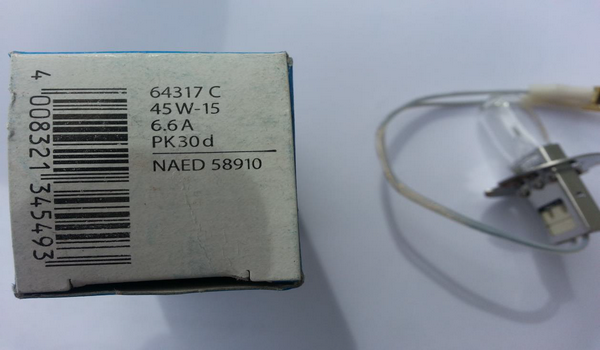 64317 C
45W-15
6.6A
PK30d
NAED 58910
4 008321 345493